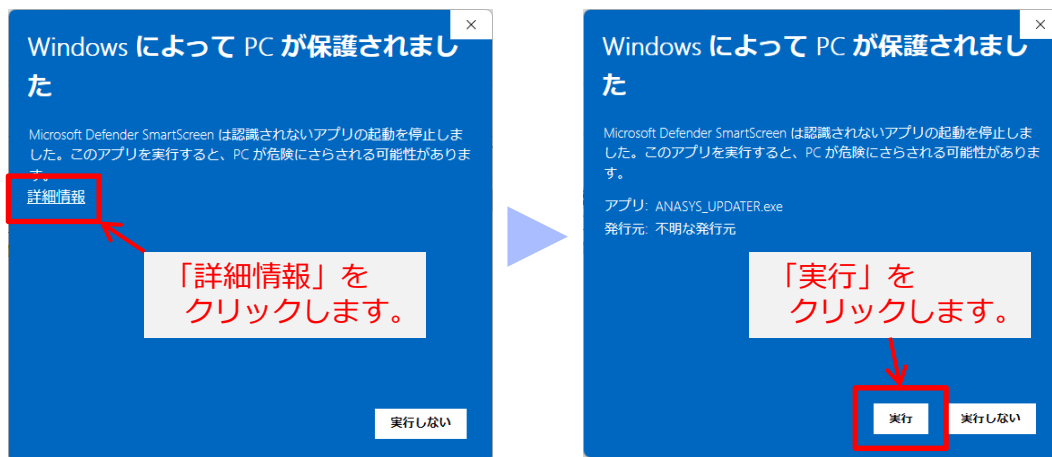 Windows によって PC が保護されまし
た
Microsoft Defender SmartScreen は認識されないアプリの起動を停止しま
した。このアプリを実行すると、PC が危険にさらされる可能性がありま
す。
詳細情報
「詳細情報」を
クリックします。
実行しない
Windows によって PC が保護されまし
た
Microsoft Defender SmartScreen は認識されないアプリの起動を停止しま
した。このアプリを実行すると、PC が危険にさらされる可能性がありま
す。
アプリ: ANASYS_UPDATER.exe
発行元: 不明な発行元
「実行」を
クリックします。
実行 実行しない